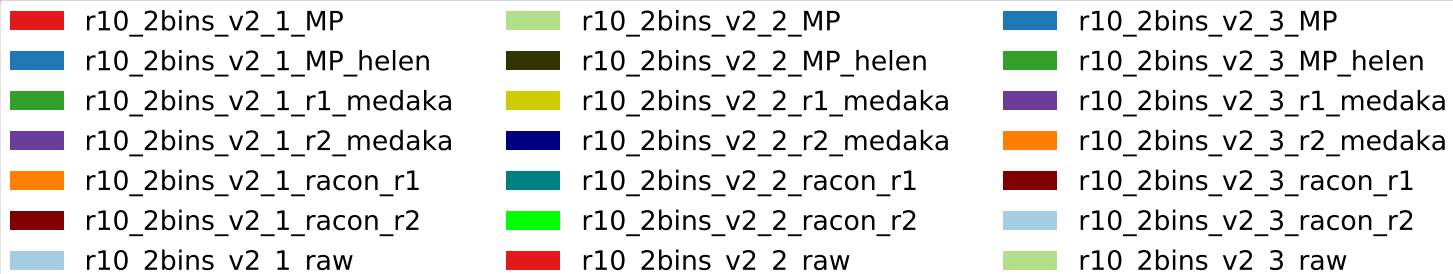 r10_2bins_v2_1_MP r10_2bins_v2_2_MP r10_2bins_v2_3_MP
r10_2bins_v2_1_MP_helen r10_2bins_v2_2_MP_helen r10_2bins_v2_3_MP_helen
r10_2bins_v2_1_r1_medaka r10_2bins_v2_2_r1_medaka r10_2bins_v2_3_r1_medaka
r10_2bins_v2_1_r2_medaka r10_2bins_v2_2_r2_medaka r10_2bins_v2_3_r2_medaka
r10_2bins_v2_1_racon_r1 r10_2bins_v2_2_racon_r1 r10_2bins_v2_3_racon_r1
r10_2bins_v2_1_racon_r2 r10_2bins_v2_2_racon_r2 r10_2bins_v2_3_racon_r2
r10_2bins_v2_1_raw r10_2bins_v2_2_raw r10_2bins_v2_3_raw